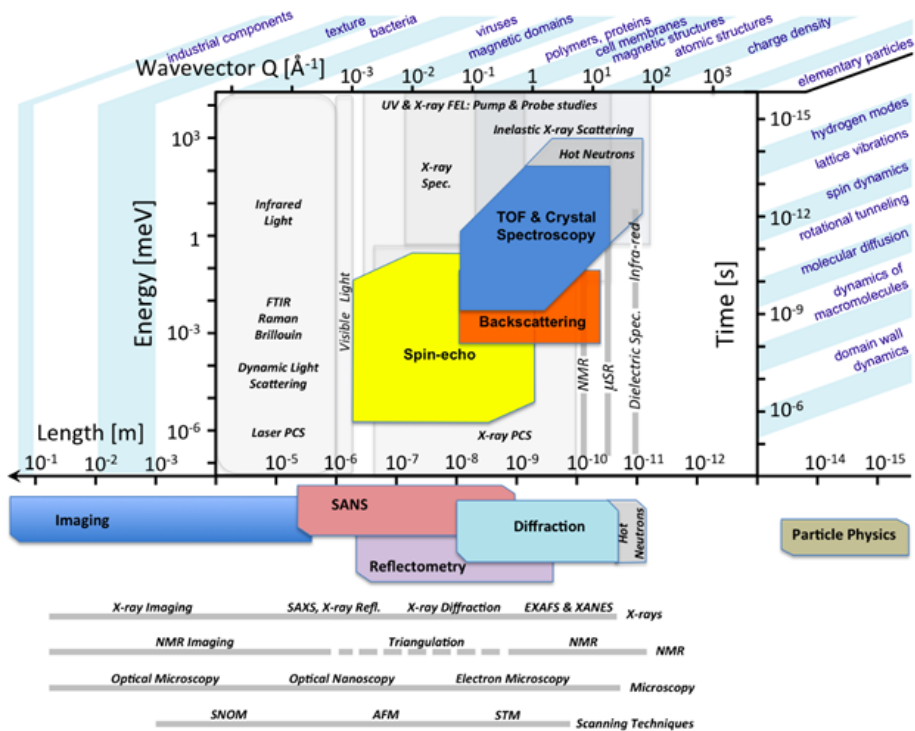 industrial components
texture
bacteria
viruses
magnetic domains
polymers, proteins
cell membranes
magnetic structures
atomic structures
charge density
elementary particles
Wavevector Q [Å⁻¹]
10⁻³
10⁻²
10⁻¹
1
10¹
10²
10³
UV & X-ray FEL: Pump & Probe studies
Inelastic X-ray Scattering
Hot Neutrons
X-ray
Spec.
Infrared
Light
TOF & Crystal
Spectroscopy
Energy [meV]
10³
1
10⁻³
10⁻⁶
FTIR
Raman
Brillouin
Dynamic Light
Scattering
Laser PCS
Visible Light
Spin-echo
Backscattering
X-ray PCS
NMR
μSR
Dielectric Spec.
Infra-red
Time [s]
10⁻¹⁵
10⁻¹²
10⁻⁹
10⁻⁶
hydrogen modes
lattice vibrations
spin dynamics
rotational tunneling
molecular diffusion
dynamics of
macromolecules
domain wall
dynamics
Length [m]
10⁻¹
10⁻²
10⁻³
10⁻⁵
10⁻⁶
10⁻⁷
10⁻⁸
10⁻⁹
10⁻¹⁰
10⁻¹¹
10⁻¹²
10⁻¹⁴
10⁻¹⁵
Imaging
SANS
Diffraction
Hot
Neutrons
Reflectometry
Particle Physics
X-ray Imaging
SAXS, X-ray Refl.
X-ray Diffraction
EXAFS & XANES
X-rays
NMR Imaging
Triangulation
NMR
NMR
Optical Microscopy
Optical Nanoscopy
Electron Microscopy
Microscopy
SNOM
AFM
STM
Scanning Techniques